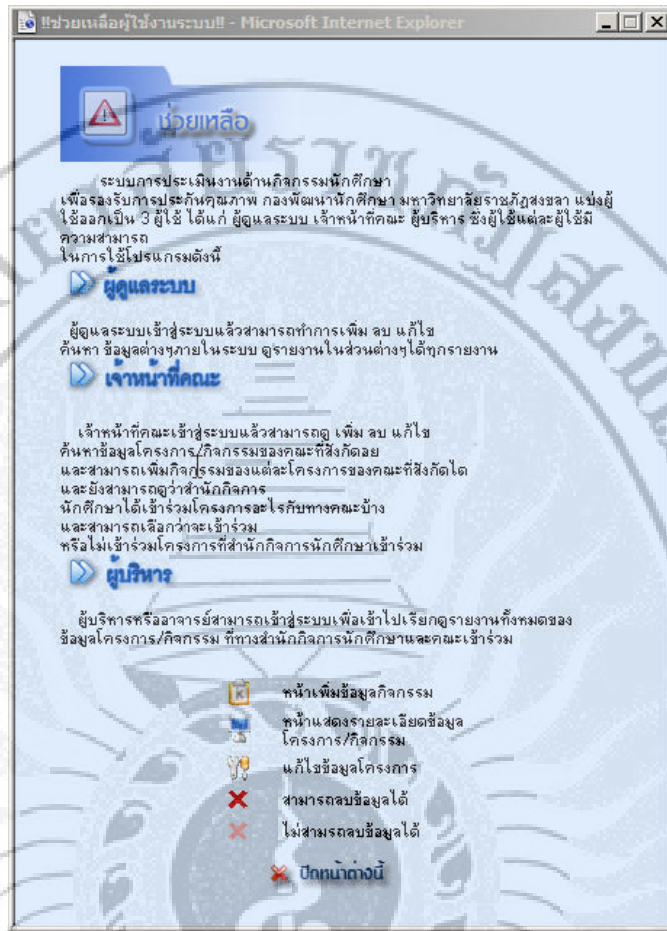 !!ช่วยเหลือผู้ใช้งานระบบ!! - Microsoft Internet Explorer
ช่วยเหลือ
ระบบการประเมินงานด้านกิจกรรมนักศึกษา
เพื่อรองรับการประกันคุณภาพ กองพัฒนานักศึกษา มหาวิทยาลัยราชภัฏสงขลา แบ่งผู้
ใช้ออกเป็น 3 ผู้ใช้ ได้แก่ ผู้ดูแลระบบ เจ้าหน้าที่คณะ ผู้บริหาร ซึ่งผู้ใช้แต่ละผู้ใช้มี
ความสามารถ
ในการใช้โปรแกรมดังนี้
ผู้ดูแลระบบ
ผู้ดูแลระบบเข้าสู่ระบบแล้วสามารถทำการเพิ่ม ลบ แก้ไข
ค้นหา ข้อมูลต่างๆภายในระบบ ดูรายงานในส่วนต่างๆได้ทุกรายงาน
เจ้าหน้าที่คณะ
เจ้าหน้าที่คณะเข้าสู่ระบบแล้วสามารถดู เพิ่ม ลบ แก้ไข
ค้นหาข้อมูลโครงการ/กิจกรรมของคณะที่สังกัดอย
และสามารถเพิ่มกิจกรรมของแต่ละโครงการของคณะที่สังกัดได
และยังสามารถดูว่าสำนักกิจการ
นักศึกษาได้เข้าร่วมโครงการอะไรกับทางคณะบ้าง
และสามารถเลือกว่าจะเข้าร่วม
หรือไม่เข้าร่วมโครงการที่สำนักกิจการนักศึกษาเข้าร่วม
ผู้บริหาร
ผู้บริหารหรืออาจารย์สามารถเข้าสู่ระบบเพื่อเข้าไปเรียกดูรายงานทั้งหมดของ
ข้อมูลโครงการ/กิจกรรม ที่ทางสำนักกิจการนักศึกษาและคณะเข้าร่วม
หน้าเพิ่มข้อมูลกิจกรรม
หน้าแสดงรายละเอียดข้อมูล
โครงการ/กิจกรรม
แก้ไขข้อมูลโครงการ
สามารถลบข้อมูลได้
ไม่สามรถลบข้อมูลได้
ปิดหน้าต่างนี้